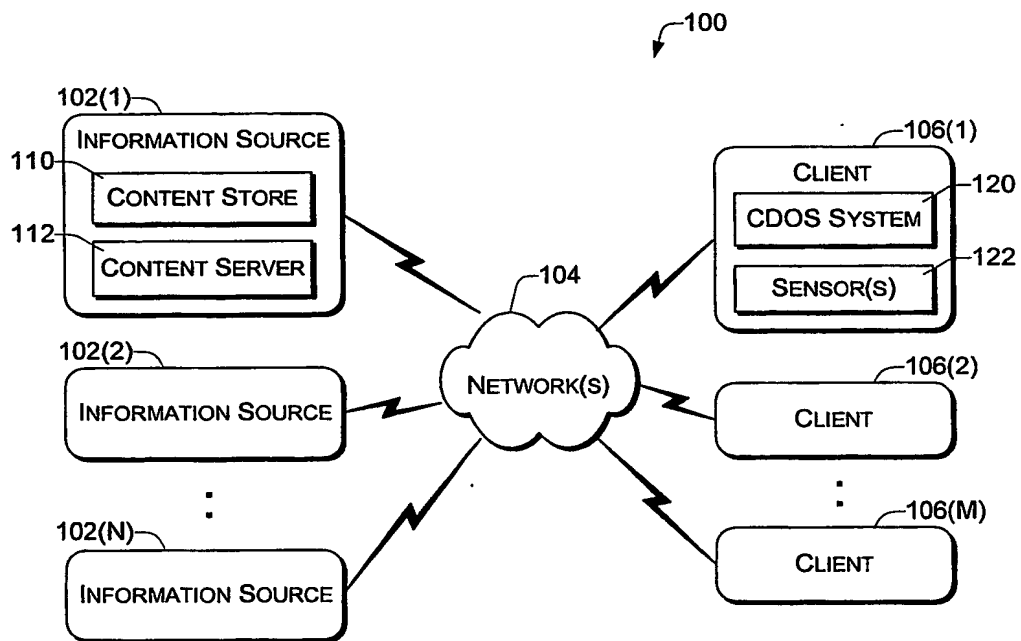 100
102(1)
INFORMATION SOURCE
110
CONTENT STORE
112
CONTENT SERVER
102(2)
INFORMATION SOURCE
102(N)
INFORMATION SOURCE
104
NETWORK(S)
106(1)
CLIENT
120
CDOS SYSTEM
122
SENSOR(S)
106(2)
CLIENT
106(M)
CLIENT